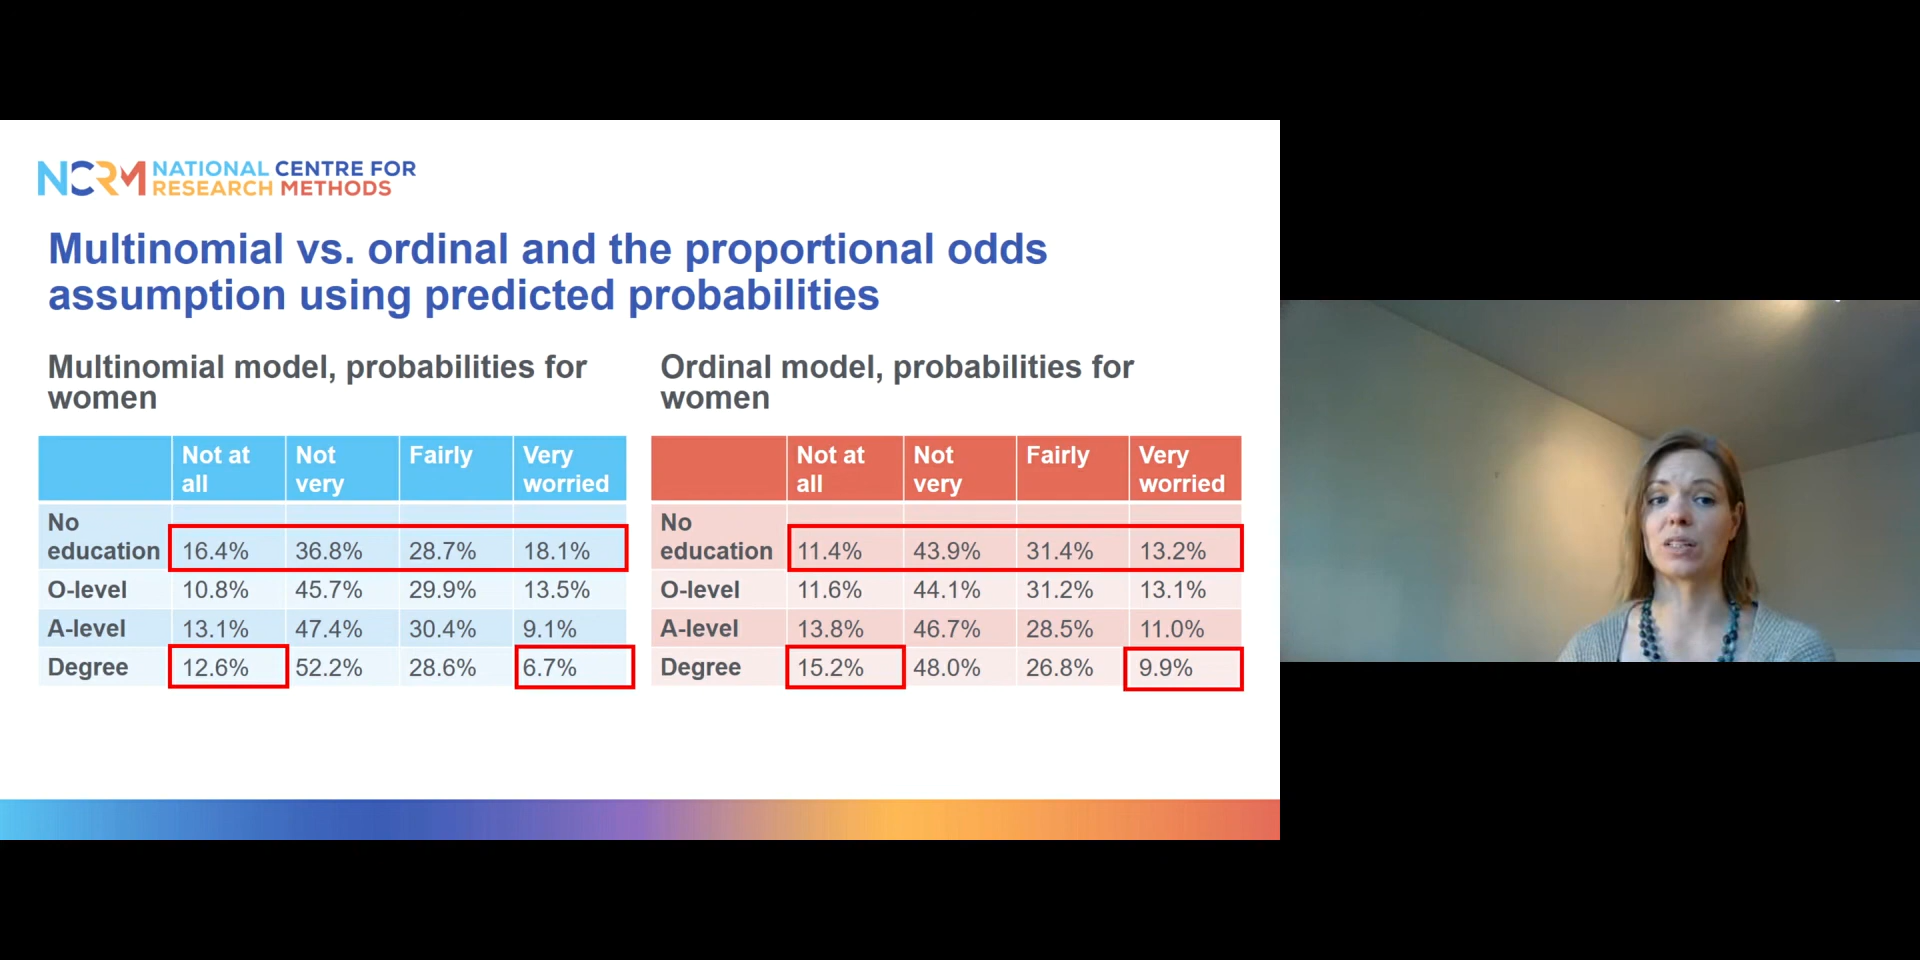 NCRM NATIONAL CENTRE FOR
RESEARCH METHODS
Multinomial vs. ordinal and the proportional odds
assumption using predicted probabilities
Multinomial model, probabilities for
women
Not at all Not very Fairly Very worried
No education 16.4% 36.8% 28.7% 18.1%
O-level 10.8% 45.7% 29.9% 13.5%
A-level 13.1% 47.4% 30.4% 9.1%
Degree 12.6% 52.2% 28.6% 6.7%
Ordinal model, probabilities for
women
Not at all Not very Fairly Very worried
No education 11.4% 43.9% 31.4% 13.2%
O-level 11.6% 44.1% 31.2% 13.1%
A-level 13.8% 46.7% 28.5% 11.0%
Degree 15.2% 48.0% 26.8% 9.9%